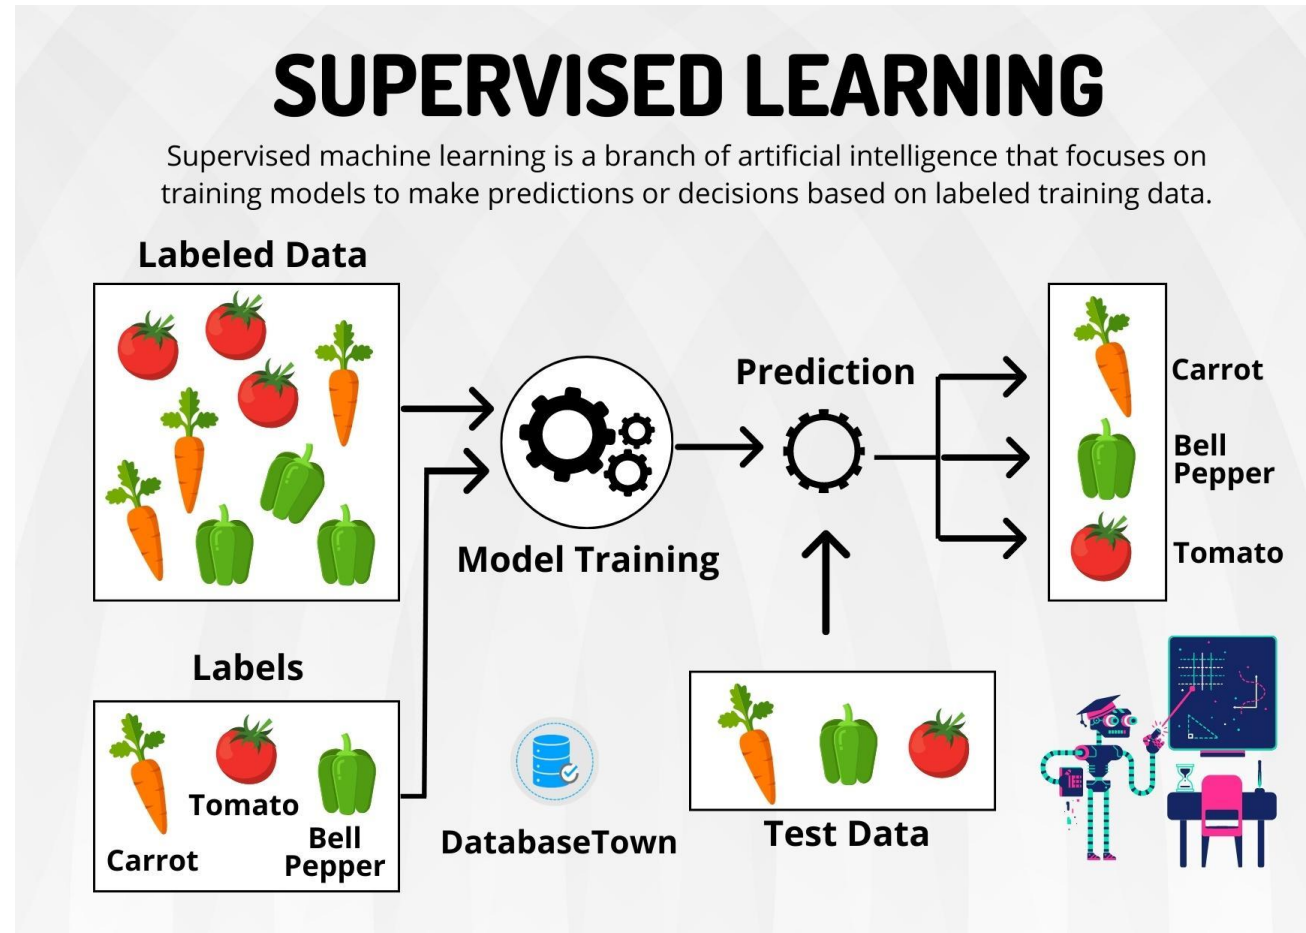 SUPERVISED LEARNING
Supervised machine learning is a branch of artificial intelligence that focuses on
training models to make predictions or decisions based on labeled training data.
Labeled Data
Labels
Carrot
Tomato
Bell
Pepper
Model Training
Prediction
Test Data
Carrot
Bell
Pepper
Tomato
DatabaseTown